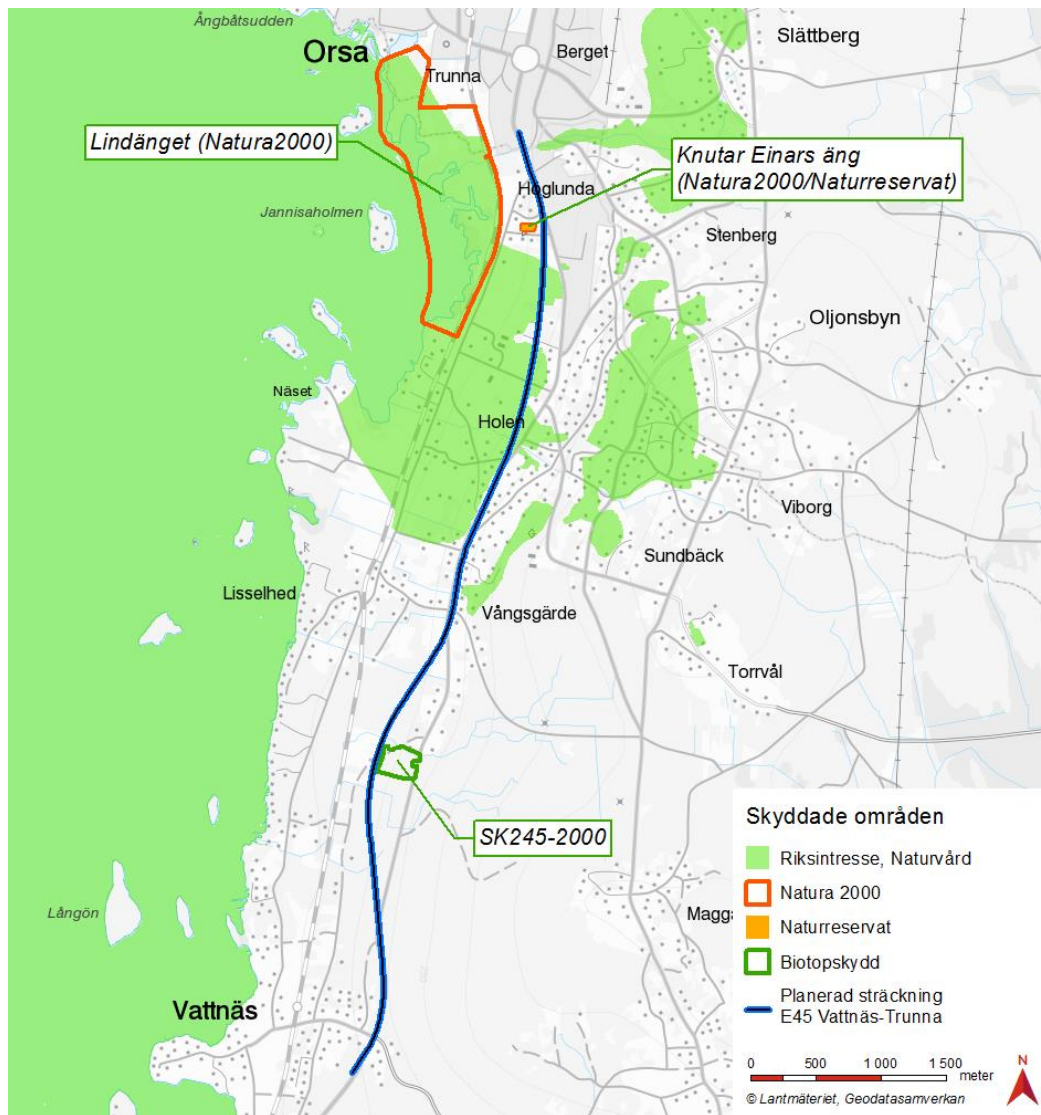 Ångbåtsudden
Orsa
Trunna
Berget
Slättberg
Lindänget (Natura2000)
Knutar Einars äng
(Natura2000/Naturreservat)
Höglunda
Jannisaholmen
Stenberg
Oljonsbyn
Näset
Holen
Viborg
Sundbäck
Lisselhed
Vångsgärde
Torrvål
SK245-2000
Långön
Magga
Vattnäs
Skyddade områden
Riksintresse, Naturvård
Natura 2000
Naturreservat
Biotopskydd
Planerad sträckning
E45 Vattnäs-Trunna
0 500 1 000 1 500
meter
N
© Lantmäteriet, Geodatasamverkan